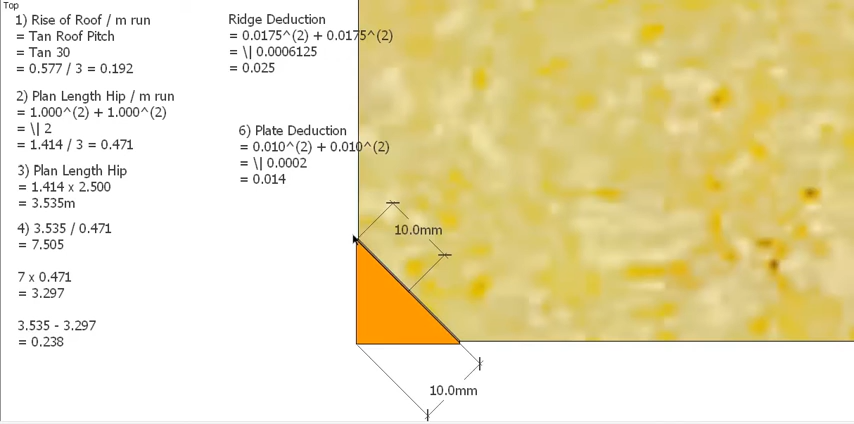 Top
1) Rise of Roof / m run
= Tan Roof Pitch
= Tan 30
= 0.577 / 3 = 0.192
2) Plan Length Hip / m run
= 1.000^(2) + 1.000^(2)
= \| 2
= 1.414 / 3 = 0.471
3) Plan Length Hip
= 1.414 x 2.500
= 3.535m
4) 3.535 / 0.471
= 7.505
7 x 0.471
= 3.297
3.535 - 3.297
= 0.238
Ridge Deduction
= 0.0175^(2) + 0.0175^(2)
= \| 0.0006125
= 0.025
6) Plate Deduction
= 0.010^(2) + 0.010^(2)
= \| 0.0002
= 0.014
10.0mm
10.0mm